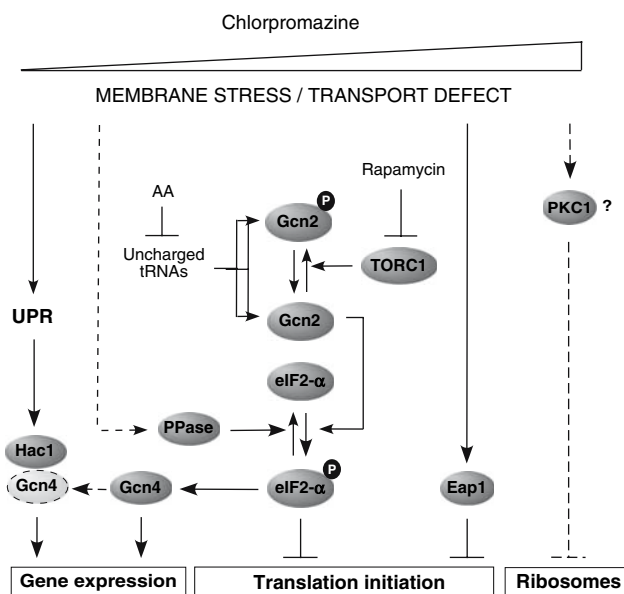 Chlorpromazine
MEMBRANE STRESS / TRANSPORT DEFECT
AA
Uncharged
tRNAs
P
Gcn2
Rapamycin
TORC1
PKC1 ?
Gcn2
UPR
eIF2-α
PPase
Hac1
Gcn4
Gcn4
P
eIF2-α
Eap1
Gene expression
Translation initiation
Ribosomes